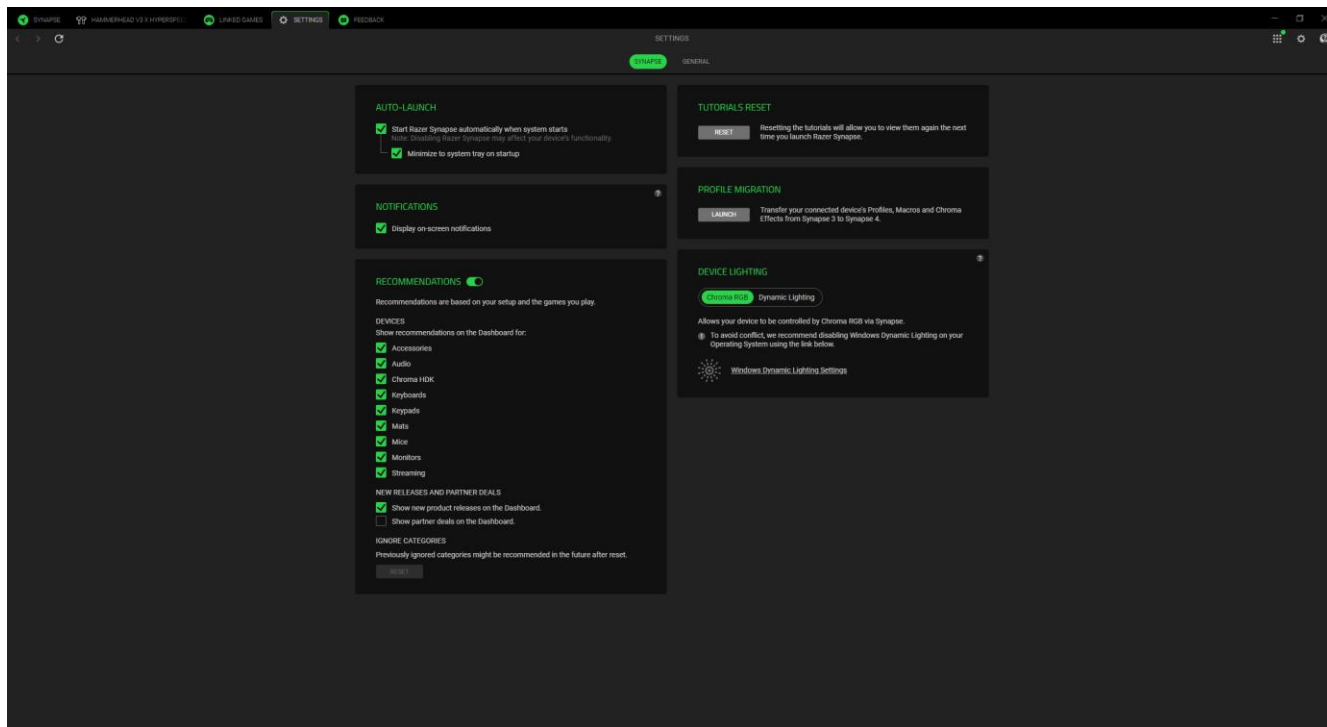 SYNAPSE
HAMMERHEAD V3 X HYPERSPEED
LINKED GAMES
SETTINGS
FEEDBACK
SETTINGS
SYNAPSE
GENERAL
AUTO-LAUNCH
Start Razer Synapse automatically when system starts
Note: Disabling Razer Synapse may affect your device's functionality.
Minimize to system tray on startup
NOTIFICATIONS
Display on-screen notifications
RECOMMENDATIONS
Recommendations are based on your setup and the games you play.
DEVICES
Show recommendations on the Dashboard for:
Accessories
Audio
Chroma HDK
Keyboards
Keypads
Mats
Mice
Monitors
Streaming
NEW RELEASES AND PARTNER DEALS
Show new product releases on the Dashboard.
Show partner deals on the Dashboard.
IGNORE CATEGORIES
Previously ignored categories might be recommended in the future after reset.
RESET
TUTORIALS RESET
RESET
Resetting the tutorials will allow you to view them again the next
time you launch Razer Synapse.
PROFILE MIGRATION
LAUNCH
Transfer your connected device's Profiles, Macros and Chroma
Effects from Synapse 3 to Synapse 4.
DEVICE LIGHTING
Chroma RGB
Dynamic Lighting
Allows your device to be controlled by Chroma RGB via Synapse.
To avoid conflict, we recommend disabling Windows Dynamic Lighting on your
Operating System using the link below.
Windows Dynamic Lighting Settings